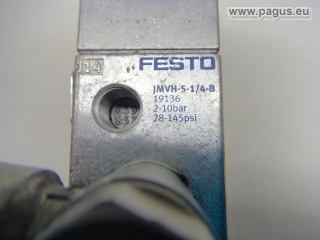 © www.pagus.eu
14
FESTO
JMVH-5-1/4-B
19136
2-10bar
28-145psi